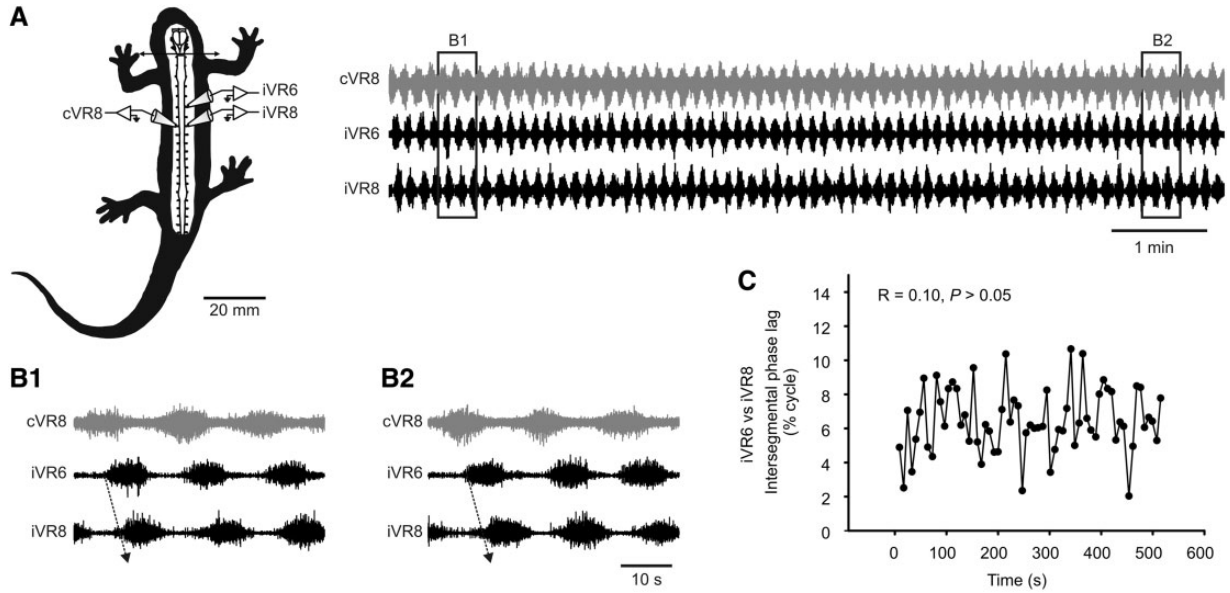 A
cVR8
iVR6
iVR8
20 mm
B1
B2
cVR8
iVR6
iVR8
1 min
B1
cVR8
iVR6
iVR8
B2
cVR8
iVR6
iVR8
10 s
C
R = 0.10, P > 0.05
iVR6 vs iVR8
Intersegmental phase lag
(% cycle)
14
12
10
8
6
4
2
0
0 100 200 300 400 500 600
Time (s)